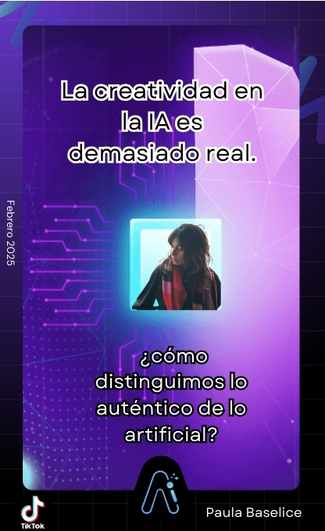 La creatividad en
la IA es
demasiado real.
Febrero 2025
¿cómo
distinguimos lo
auténtico de lo
artificial?
TikTok
Paula Baselice